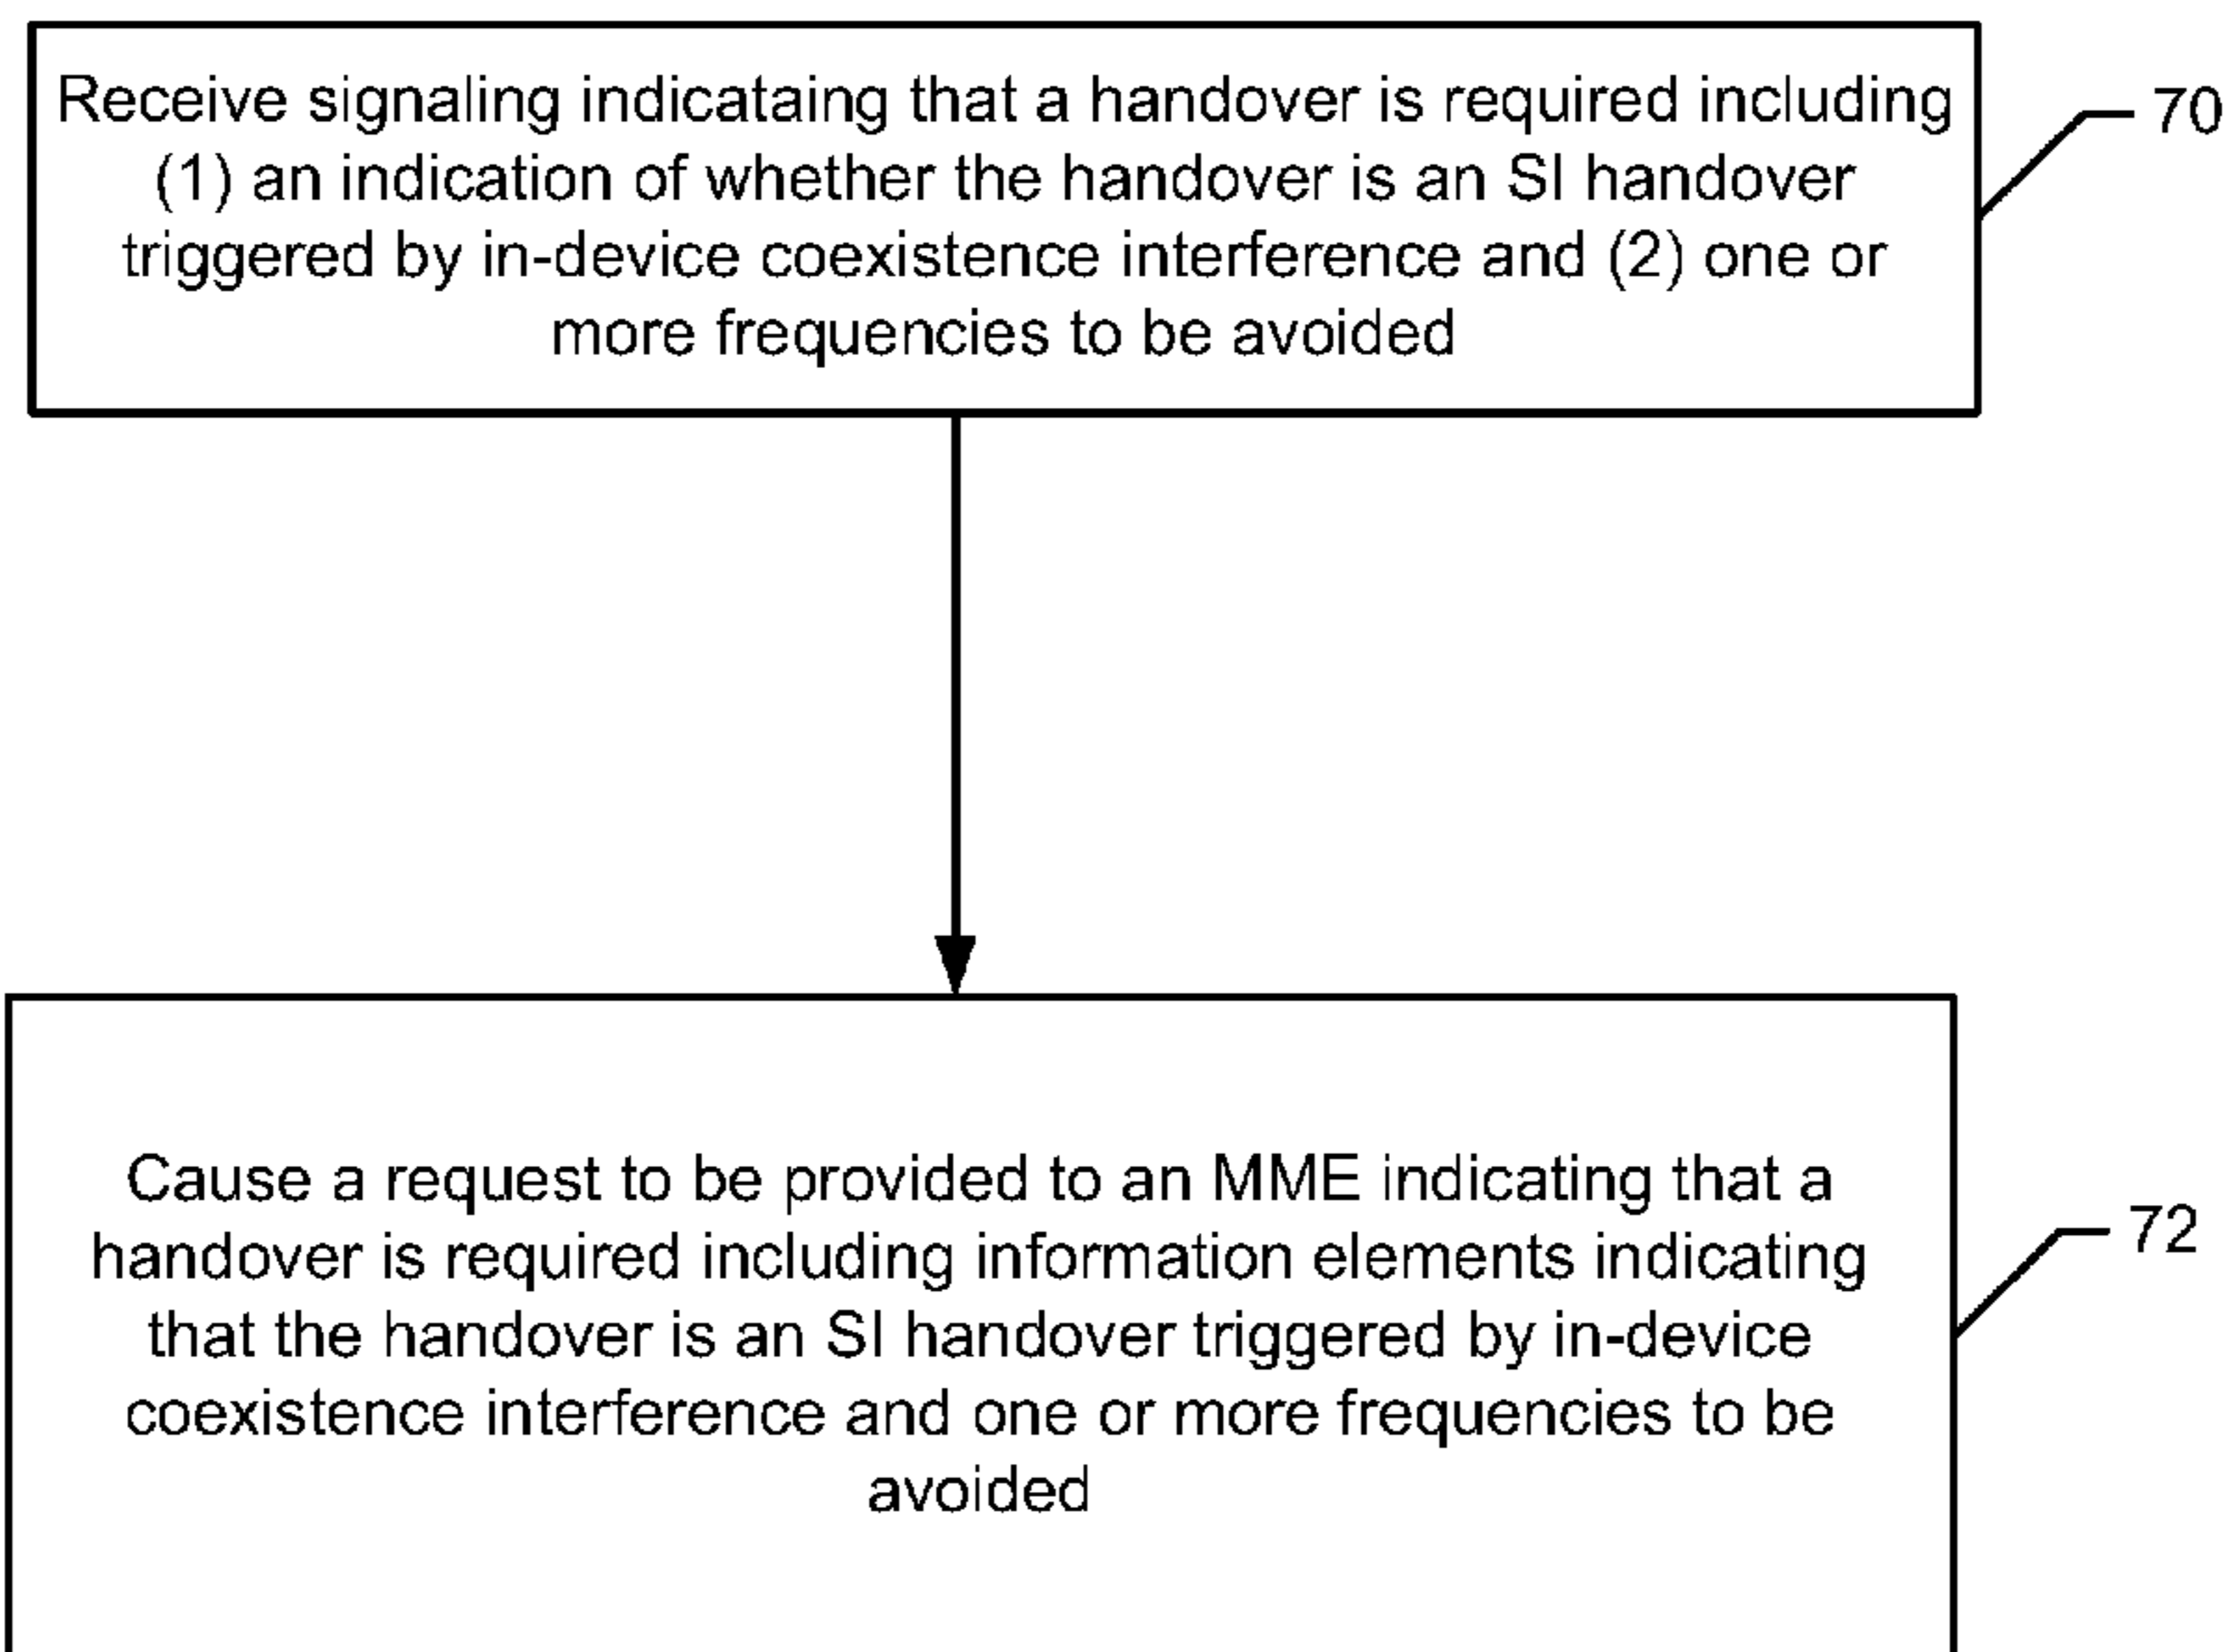 Receive signaling indicataing that a handover is required including
(1) an indication of whether the handover is an SI handover
triggered by in-device coexistence interference and (2) one or
more frequencies to be avoided
70
Cause a request to be provided to an MME indicating that a
handover is required including information elements indicating
that the handover is an SI handover triggered by in-device
coexistence interference and one or more frequencies to be
avoided
72